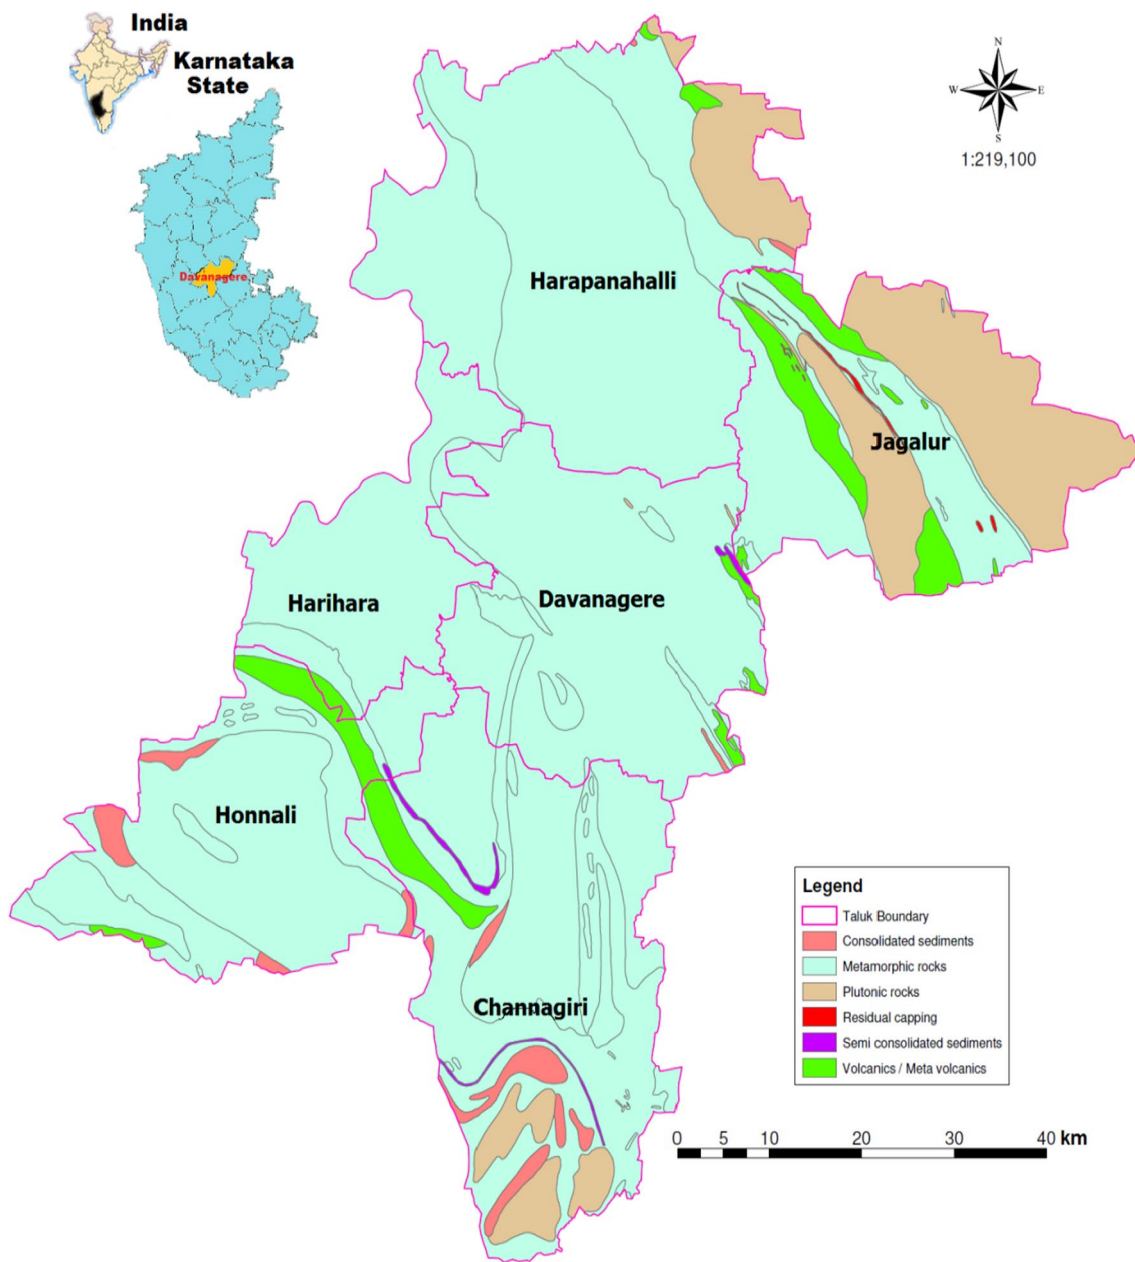 India
Karnataka
State
Davanagere
N
W E
S
1:219,100
Harapanahalli
Jagalur
Harihara
Davanagere
Honnali
Channagiri
Legend
Taluk Boundary
Consolidated sediments
Metamorphic rocks
Plutonic rocks
Residual capping
Semi consolidated sediments
Volcanics / Meta volcanics
0 5 10 20 30 40 km